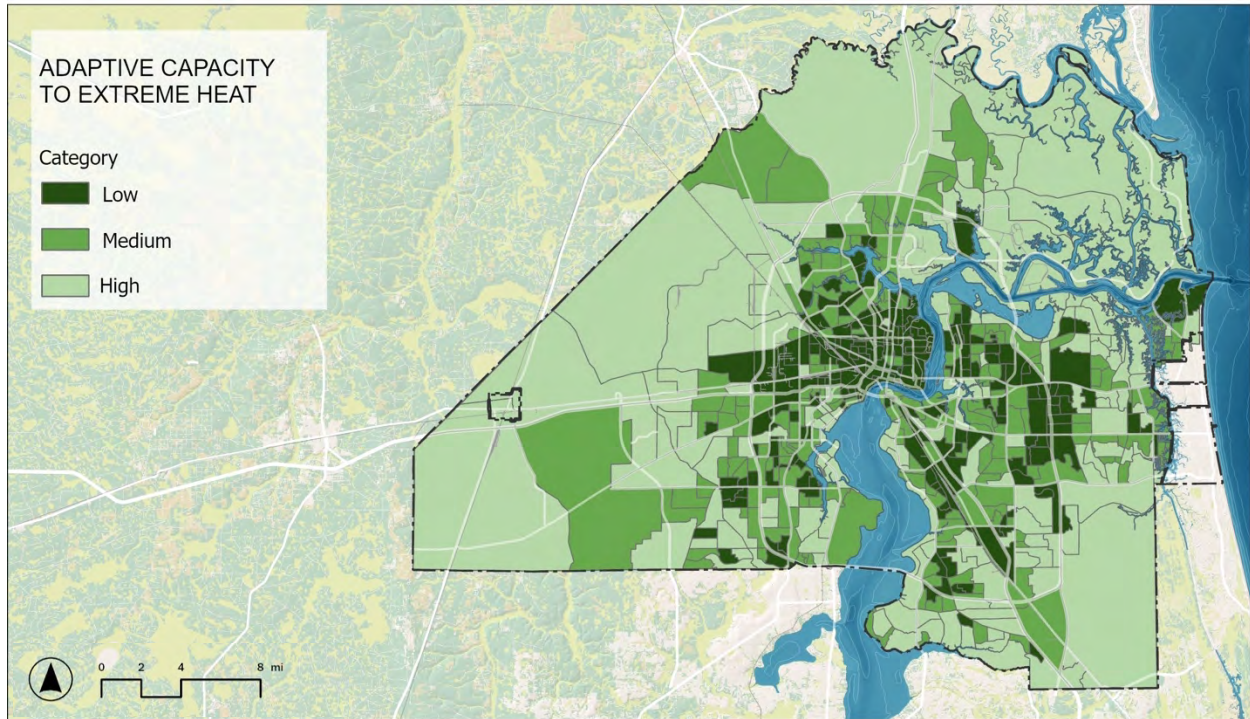 ADAPTIVE CAPACITY
TO EXTREME HEAT
Category
Low
Medium
High
0 2 4 8 mi